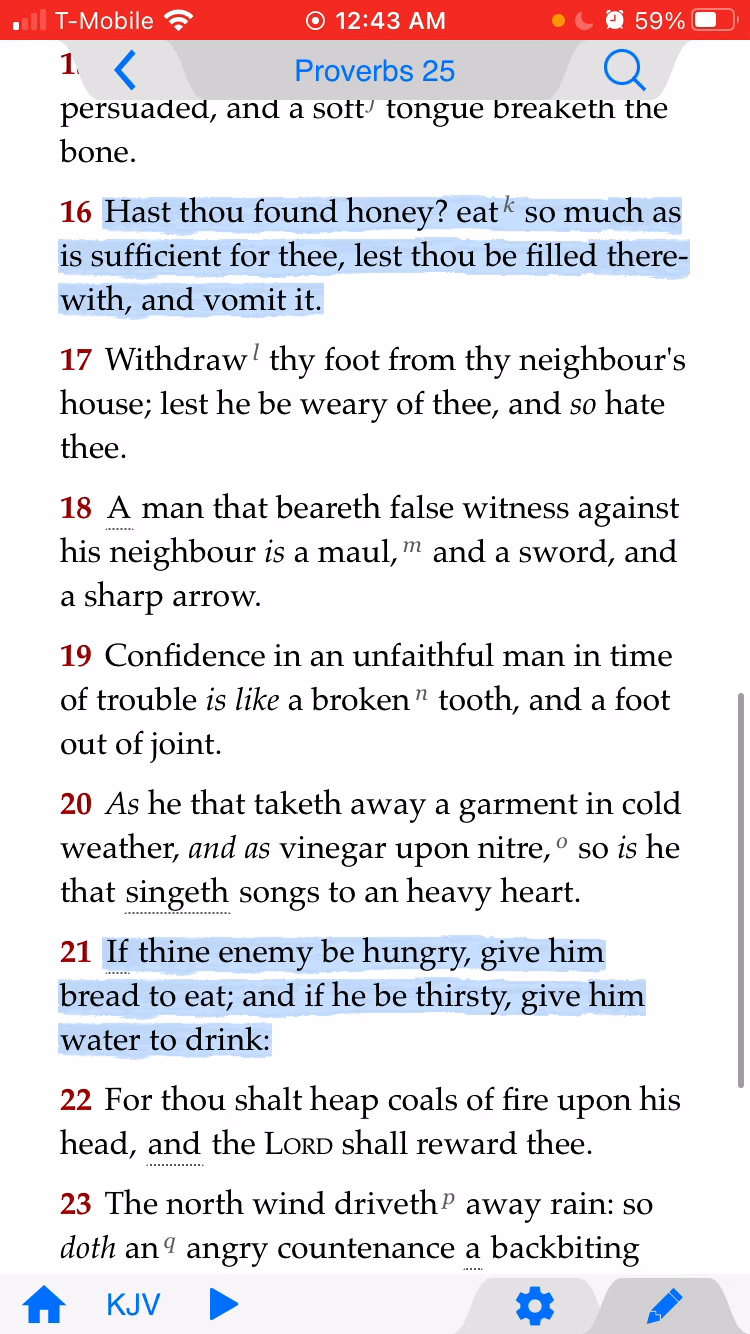 T-Mobile 12:43 AM 59%
Proverbs 25
persuaded, and a soft j tongue breaketh the
bone.
16 Hast thou found honey? eat k so much as
is sufficient for thee, lest thou be filled there-
with, and vomit it.
17 Withdraw l thy foot from thy neighbour's
house; lest he be weary of thee, and so hate
thee.
18 A man that beareth false witness against
his neighbour is a maul, m and a sword, and
a sharp arrow.
19 Confidence in an unfaithful man in time
of trouble is like a broken n tooth, and a foot
out of joint.
20 As he that taketh away a garment in cold
weather, and as vinegar upon nitre, o so is he
that singeth songs to an heavy heart.
21 If thine enemy be hungry, give him
bread to eat; and if he be thirsty, give him
water to drink:
22 For thou shalt heap coals of fire upon his
head, and the LORD shall reward thee.
23 The north wind driveth p away rain: so
doth an q angry countenance a backbiting
KJV